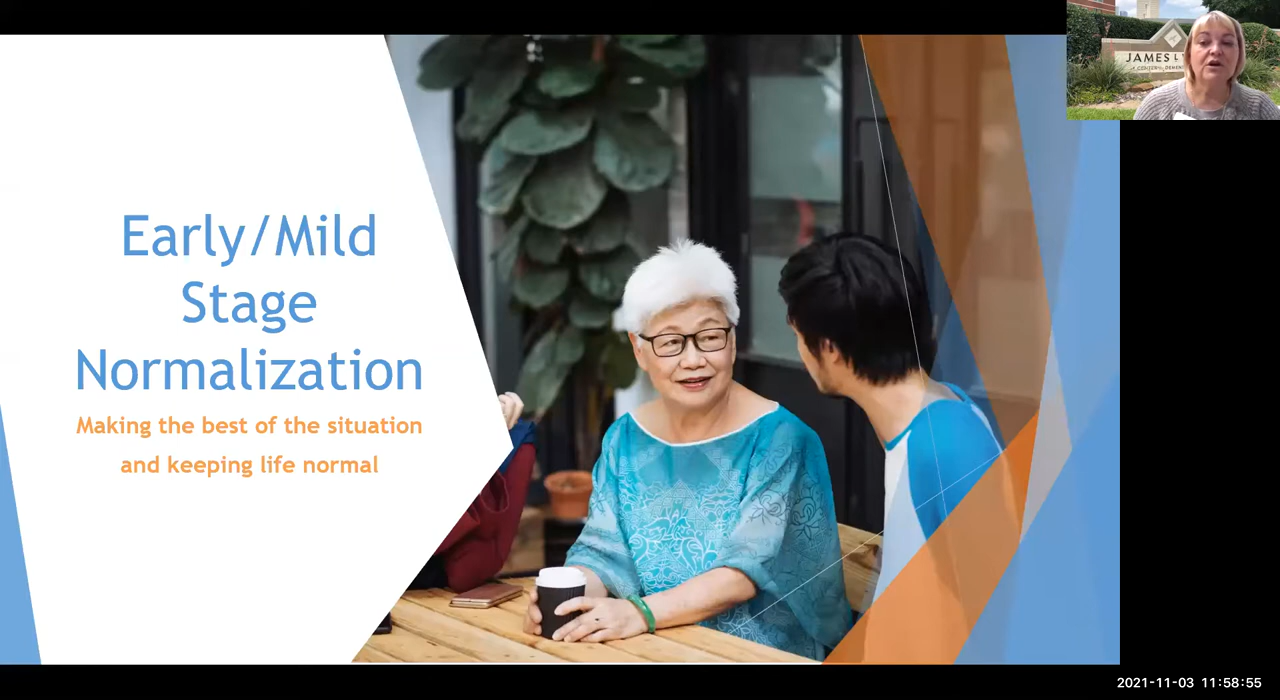 Early/Mild
Stage
Normalization
Making the best of the situation
and keeping life normal
JAMES L
CENTER
2021-11-03 11:58:55